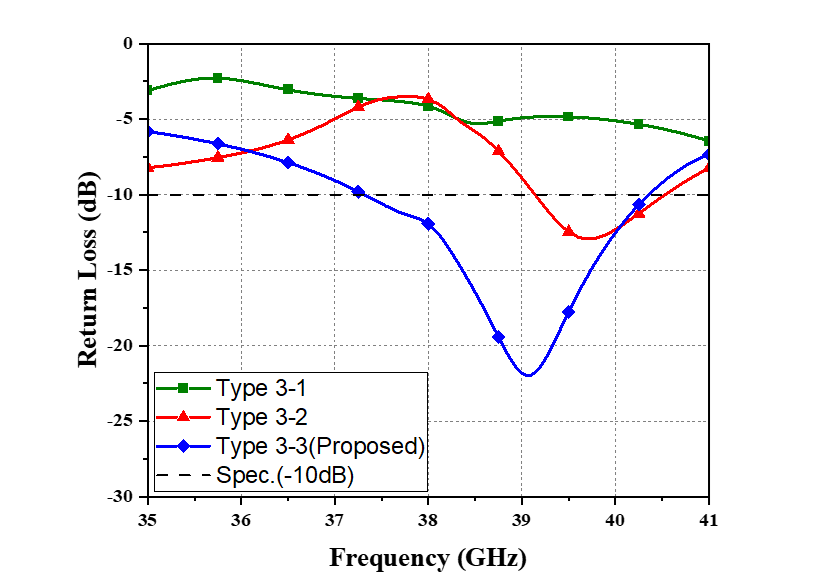 0
-5
-10
-15
-20
-25
-30
Return Loss (dB)
Type 3-1
Type 3-2
Type 3-3(Proposed)
Spec.(-10dB)
35
36
37
38
39
40
41
Frequency (GHz)